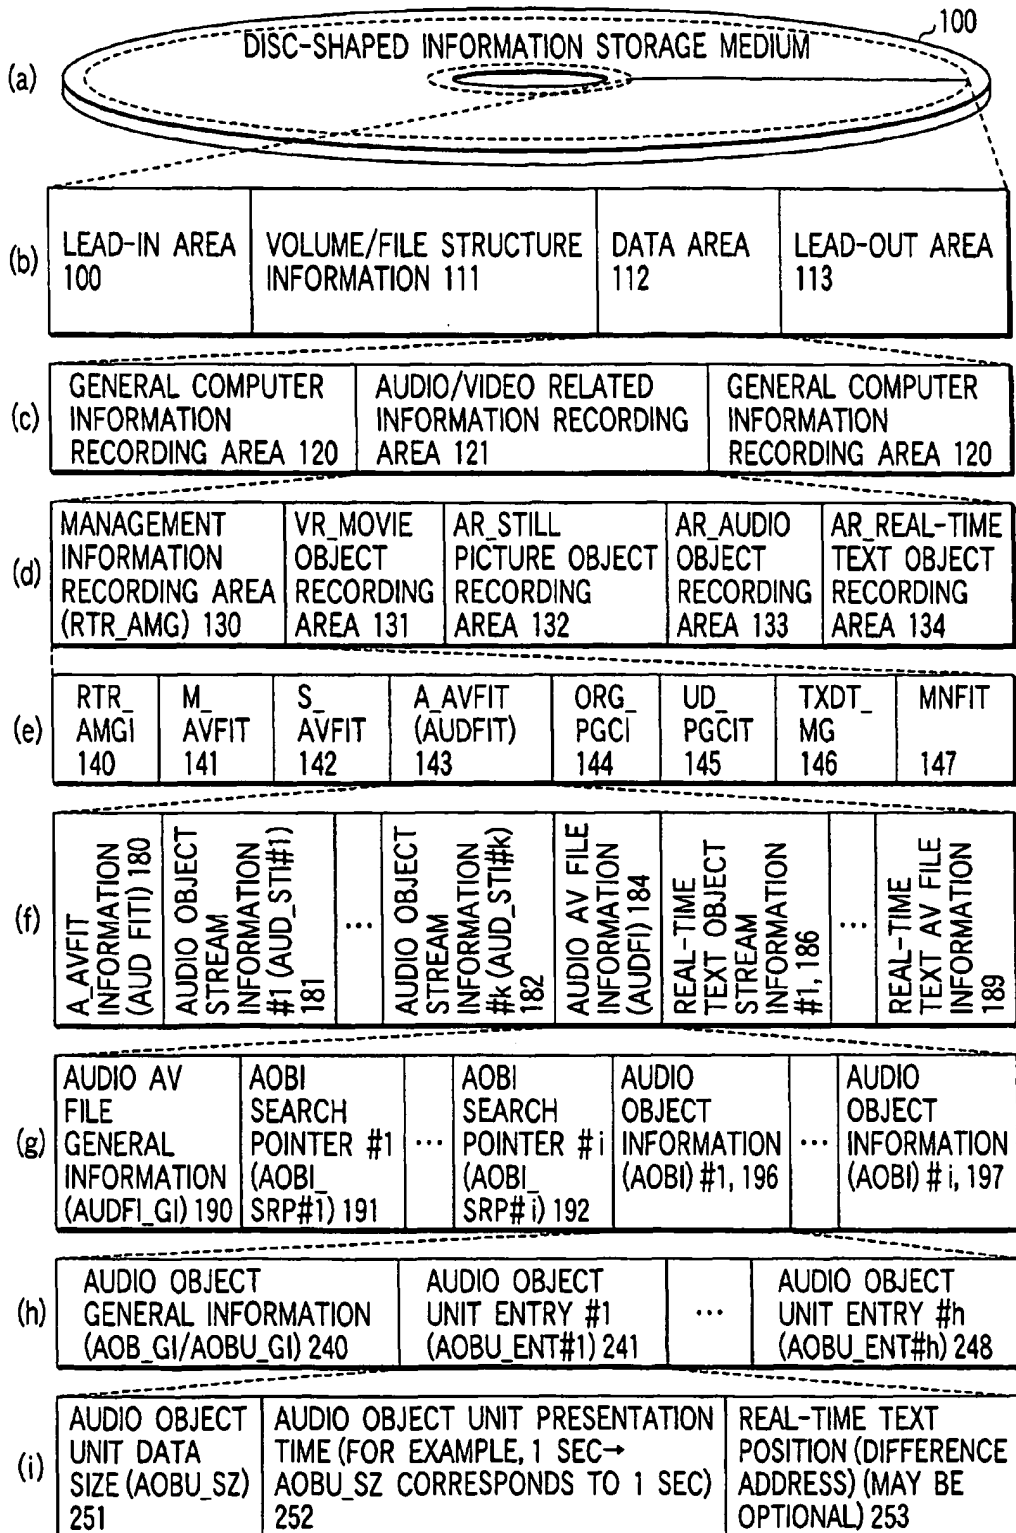 100
DISC-SHAPED INFORMATION STORAGE MEDIUM
(a)
(b)
LEAD-IN AREA
100
VOLUME/FILE STRUCTURE
INFORMATION 111
DATA AREA
112
LEAD-OUT AREA
113
(c)
GENERAL COMPUTER
INFORMATION
RECORDING AREA 120
AUDIO/VIDEO RELATED
INFORMATION RECORDING
AREA 121
GENERAL COMPUTER
INFORMATION
RECORDING AREA 120
(d)
MANAGEMENT
INFORMATION
RECORDING AREA
(RTR_AMG) 130
VR_MOVIE
OBJECT
RECORDING
AREA 131
AR_STILL
PICTURE OBJECT
RECORDING
AREA 132
AR_AUDIO
OBJECT
RECORDING
AREA 133
AR_REAL-TIME
TEXT OBJECT
RECORDING
AREA 134
(e)
RTR_
AMGI
140
M_
AVFIT
141
S_
AVFIT
142
A_AVFIT
(AUDFIT)
143
ORG_
PGCI
144
UD_
PGCIT
145
TXDT_
MG
146
MNFIT
147
(f)
A_AVFIT
INFORMATION
(AUD FITI) 180
AUDIO OBJECT
STREAM
INFORMATION
#1 (AUD_STI#1)
181
...
AUDIO OBJECT
STREAM
INFORMATION
#k (AUD_STI#k)
182
AUDIO AV FILE
INFORMATION
(AUDFI) 184
REAL-TIME
TEXT OBJECT
STREAM
INFORMATION
#1, 186
...
REAL-TIME
TEXT AV FILE
INFORMATION
189
(g)
AUDIO AV
FILE
GENERAL
INFORMATION
(AUDFI_GI) 190
AOBI
SEARCH
POINTER #1
(AOBI_
SRP#1) 191
...
AOBI
SEARCH
POINTER #i
(AOBI_
SRP#i) 192
AUDIO
OBJECT
INFORMATION
(AOBI) #1, 196
...
AUDIO
OBJECT
INFORMATION
(AOBI) #i, 197
(h)
AUDIO OBJECT
GENERAL INFORMATION
(AOB_GI/AOBU_GI) 240
AUDIO OBJECT
UNIT ENTRY #1
(AOBU_ENT#1) 241
...
AUDIO OBJECT
UNIT ENTRY #h
(AOBU_ENT#h) 248
(i)
AUDIO OBJECT
UNIT DATA
SIZE (AOBU_SZ)
251
AUDIO OBJECT UNIT PRESENTATION
TIME (FOR EXAMPLE, 1 SEC→
AOBU_SZ CORRESPONDS TO 1 SEC)
252
REAL-TIME TEXT
POSITION (DIFFERENCE
ADDRESS) (MAY BE
OPTIONAL) 253